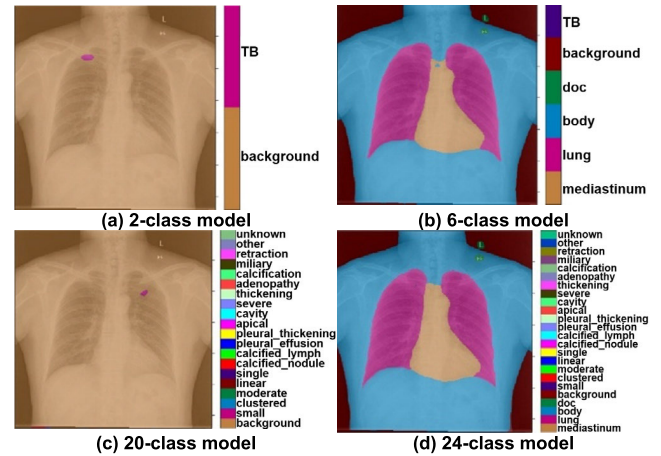 TB
background
(a) 2-class model
TB
background
doc
body
lung
mediastinum
(b) 6-class model
unknown
other
retraction
miliary
calcification
adenopathy
thickening
severe
cavity
apical
pleural_thickening
pleural_effusion
calcified_lymph
calcified_nodule
single
linear
moderate
clustered
small
background
(c) 20-class model
unknown
other
retraction
miliary
calcification
adenopathy
thickening
severe
cavity
apical
pleural_thickening
pleural_effusion
calcified_lymph
calcified_nodule
single
linear
moderate
clustered
small
background
doc
body
lung
mediastinum
(d) 24-class model